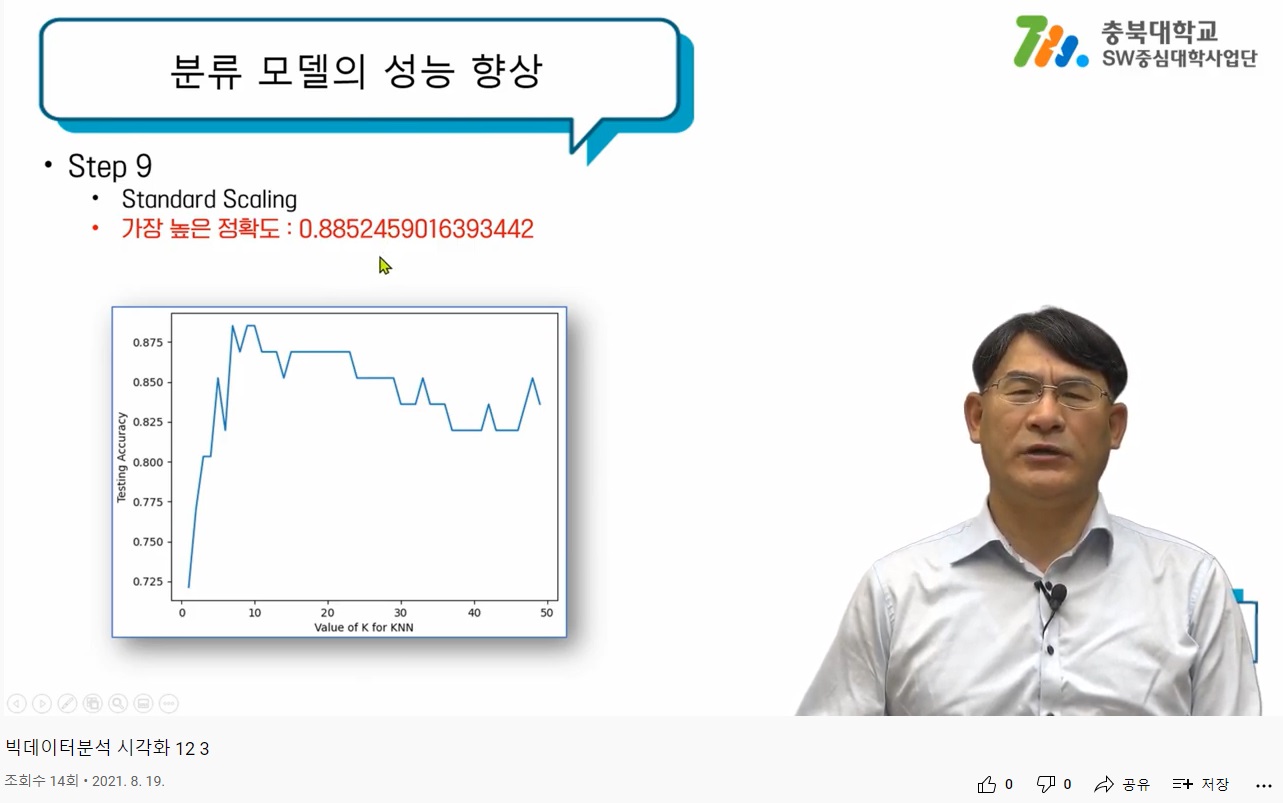 분류 모델의 성능 향상
충북대학교
SW중심대학사업단
• Step 9
• Standard Scaling
• 가장 높은 정확도 : 0.8852459016393442
0.875
0.850
0.825
0.800
0.775
0.750
0.725
Testing Accuracy
0 10 20 30 40 50
Value of K for KNN
빅데이터분석 시각화 12 3
조회수 14회 • 2021. 8. 19.
0 0 공유 저장